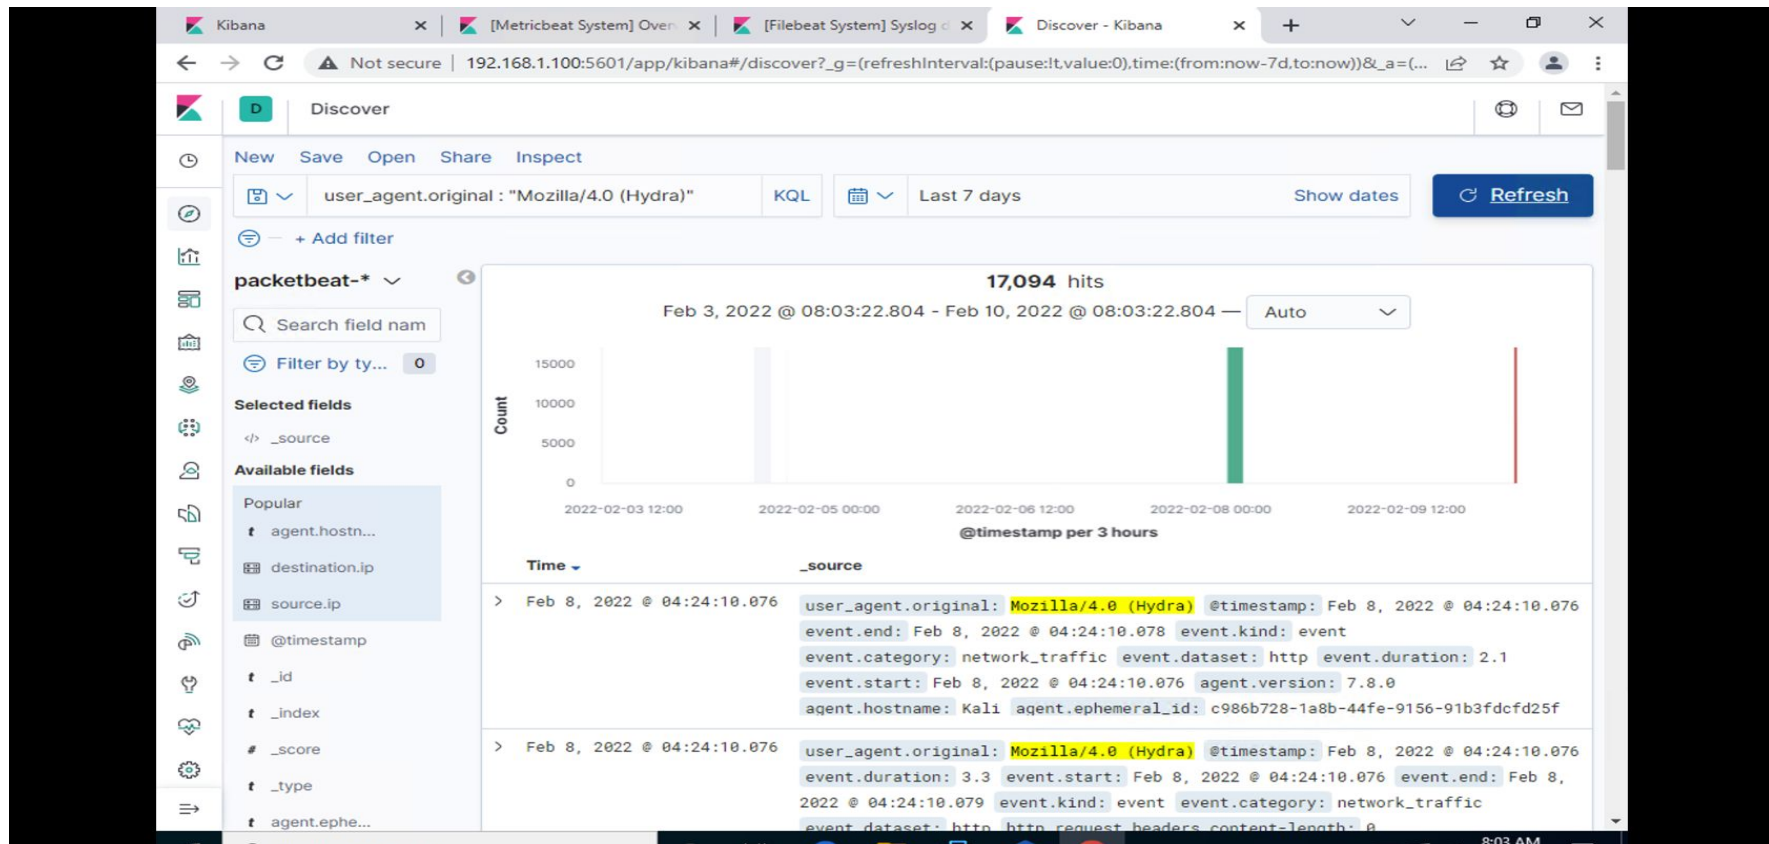 Kibana
[Metricbeat System] Over
[Filebeat System] Syslog d
Discover - Kibana
Not secure | 192.168.1.100:5601/app/kibana#/discover?_g=(refreshInterval:(pause:!t,value:0),time:(from:now-7d,to:now))&_a=(...
D Discover
New Save Open Share Inspect
user_agent.original : "Mozilla/4.0 (Hydra)" KQL Last 7 days Show dates Refresh
+ Add filter
packetbeat-*
Search field nam
Filter by ty... 0
Selected fields
</> _source
Available fields
Popular
t agent.hostn...
destination.ip
source.ip
@timestamp
t _id
t _index
# _score
t _type
t agent.ephe...
17,094 hits
Feb 3, 2022 @ 08:03:22.804 - Feb 10, 2022 @ 08:03:22.804 — Auto
Count
15000
10000
5000
0
2022-02-03 12:00 2022-02-05 00:00 2022-02-06 12:00 2022-02-08 00:00 2022-02-09 12:00
@timestamp per 3 hours
Time _source
> Feb 8, 2022 @ 04:24:10.076 user_agent.original: Mozilla/4.0 (Hydra) @timestamp: Feb 8, 2022 @ 04:24:10.076
event.end: Feb 8, 2022 @ 04:24:10.078 event.kind: event
event.category: network_traffic event.dataset: http event.duration: 2.1
event.start: Feb 8, 2022 @ 04:24:10.076 agent.version: 7.8.0
agent.hostname: Kali agent.ephemeral_id: c986b728-1a8b-44fe-9156-91b3fdcfd25f
> Feb 8, 2022 @ 04:24:10.076 user_agent.original: Mozilla/4.0 (Hydra) @timestamp: Feb 8, 2022 @ 04:24:10.076
event.duration: 3.3 event.start: Feb 8, 2022 @ 04:24:10.076 event.end: Feb 8,
2022 @ 04:24:10.079 event.kind: event event.category: network_traffic
event.dataset: http http.request.headers.content-length: 0
8:03 AM